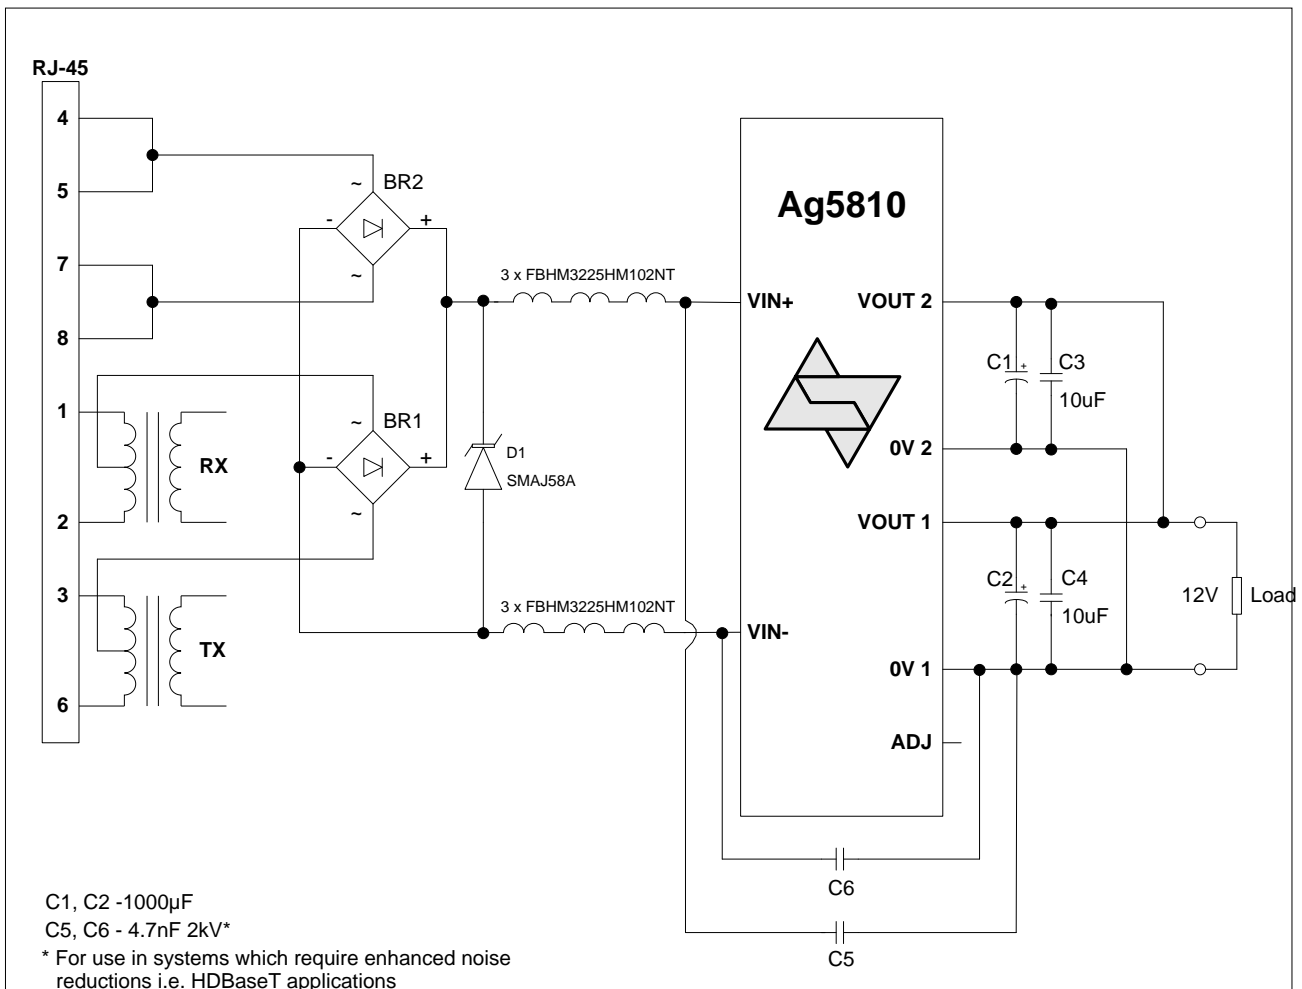 RJ-45
4
5
7
8
1
2
3
6
RX
TX
~ BR2
- +
~
~ BR1
- +
~
3 x FBHM3225HM102NT
D1
SMAJ58A
3 x FBHM3225HM102NT
Ag5810
VIN+
VIN-
VOUT 2
0V 2
VOUT 1
0V 1
ADJ
C1 + C3
10uF
C2 + C4
10uF
12V Load
C6
C5
C1, C2 -1000µF
C5, C6 - 4.7nF 2kV*
* For use in systems which require enhanced noise
reductions i.e. HDBaseT applications